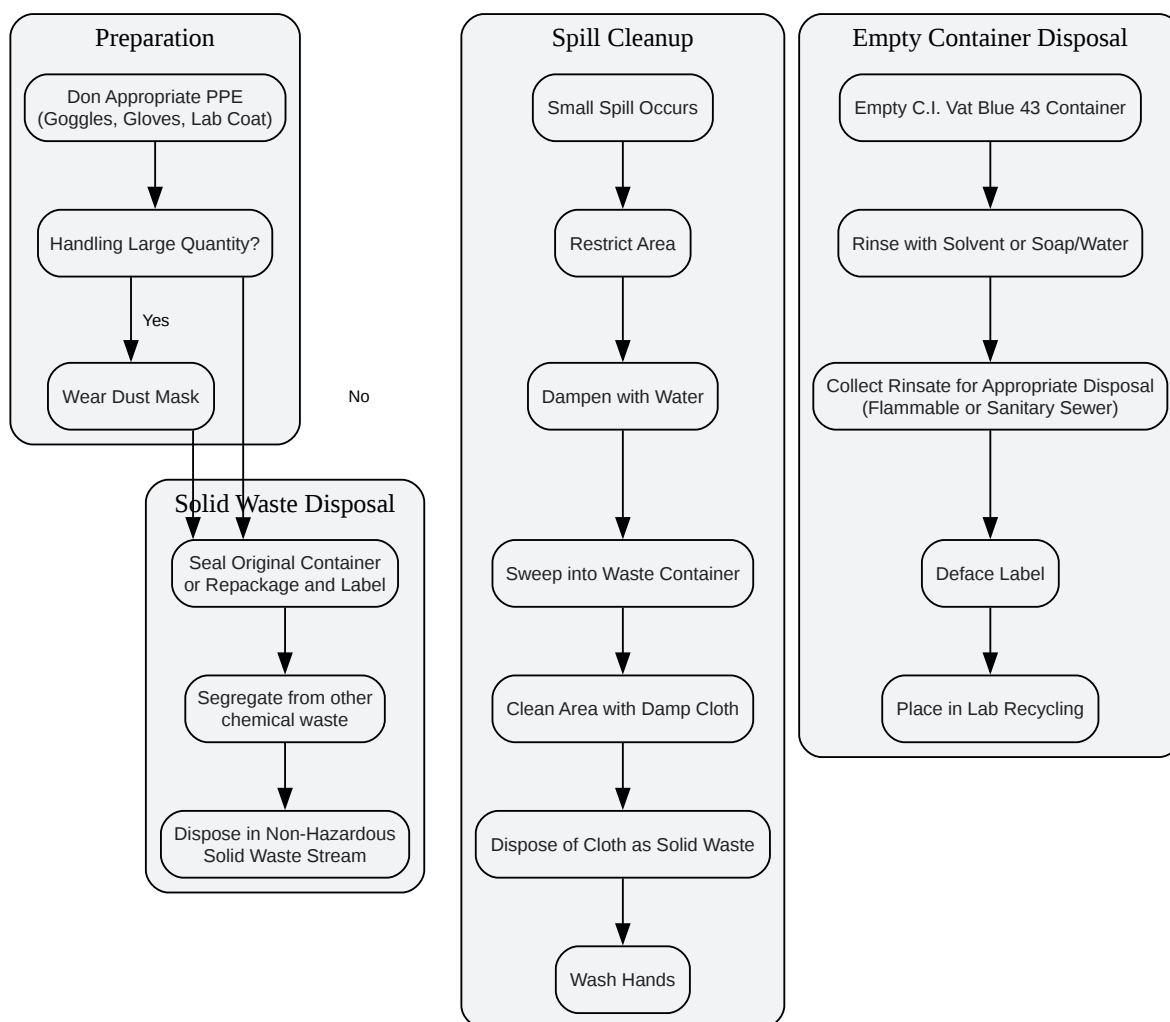 Preparation
Don Appropriate PPE
(Goggles, Gloves, Lab Coat)
Handling Large Quantity?
Yes
Wear Dust Mask
No
Solid Waste Disposal
Seal Original Container
or Repackage and Label
Segregate from other
chemical waste
Dispose in Non-Hazardous
Solid Waste Stream
Spill Cleanup
Small Spill Occurs
Restrict Area
Dampen with Water
Sweep into Waste Container
Clean Area with Damp Cloth
Dispose of Cloth as Solid Waste
Wash Hands
Empty Container Disposal
Empty C.I. Vat Blue 43 Container
Rinse with Solvent or Soap/Water
Collect Rinsate for Appropriate Disposal
(Flammable or Sanitary Sewer)
Deface Label
Place in Lab Recycling